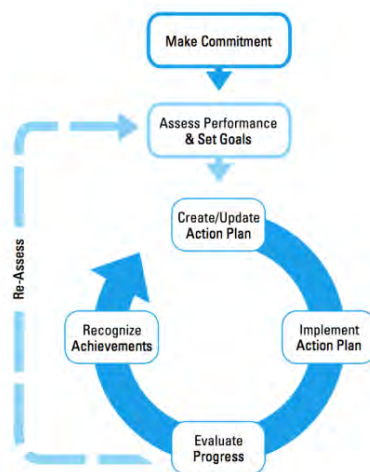 Make Commitment
Assess Performance
& Set Goals
Create/Update
Action Plan
Re-Assess
Recognize
Achievements
Implement
Action Plan
Evaluate
Progress